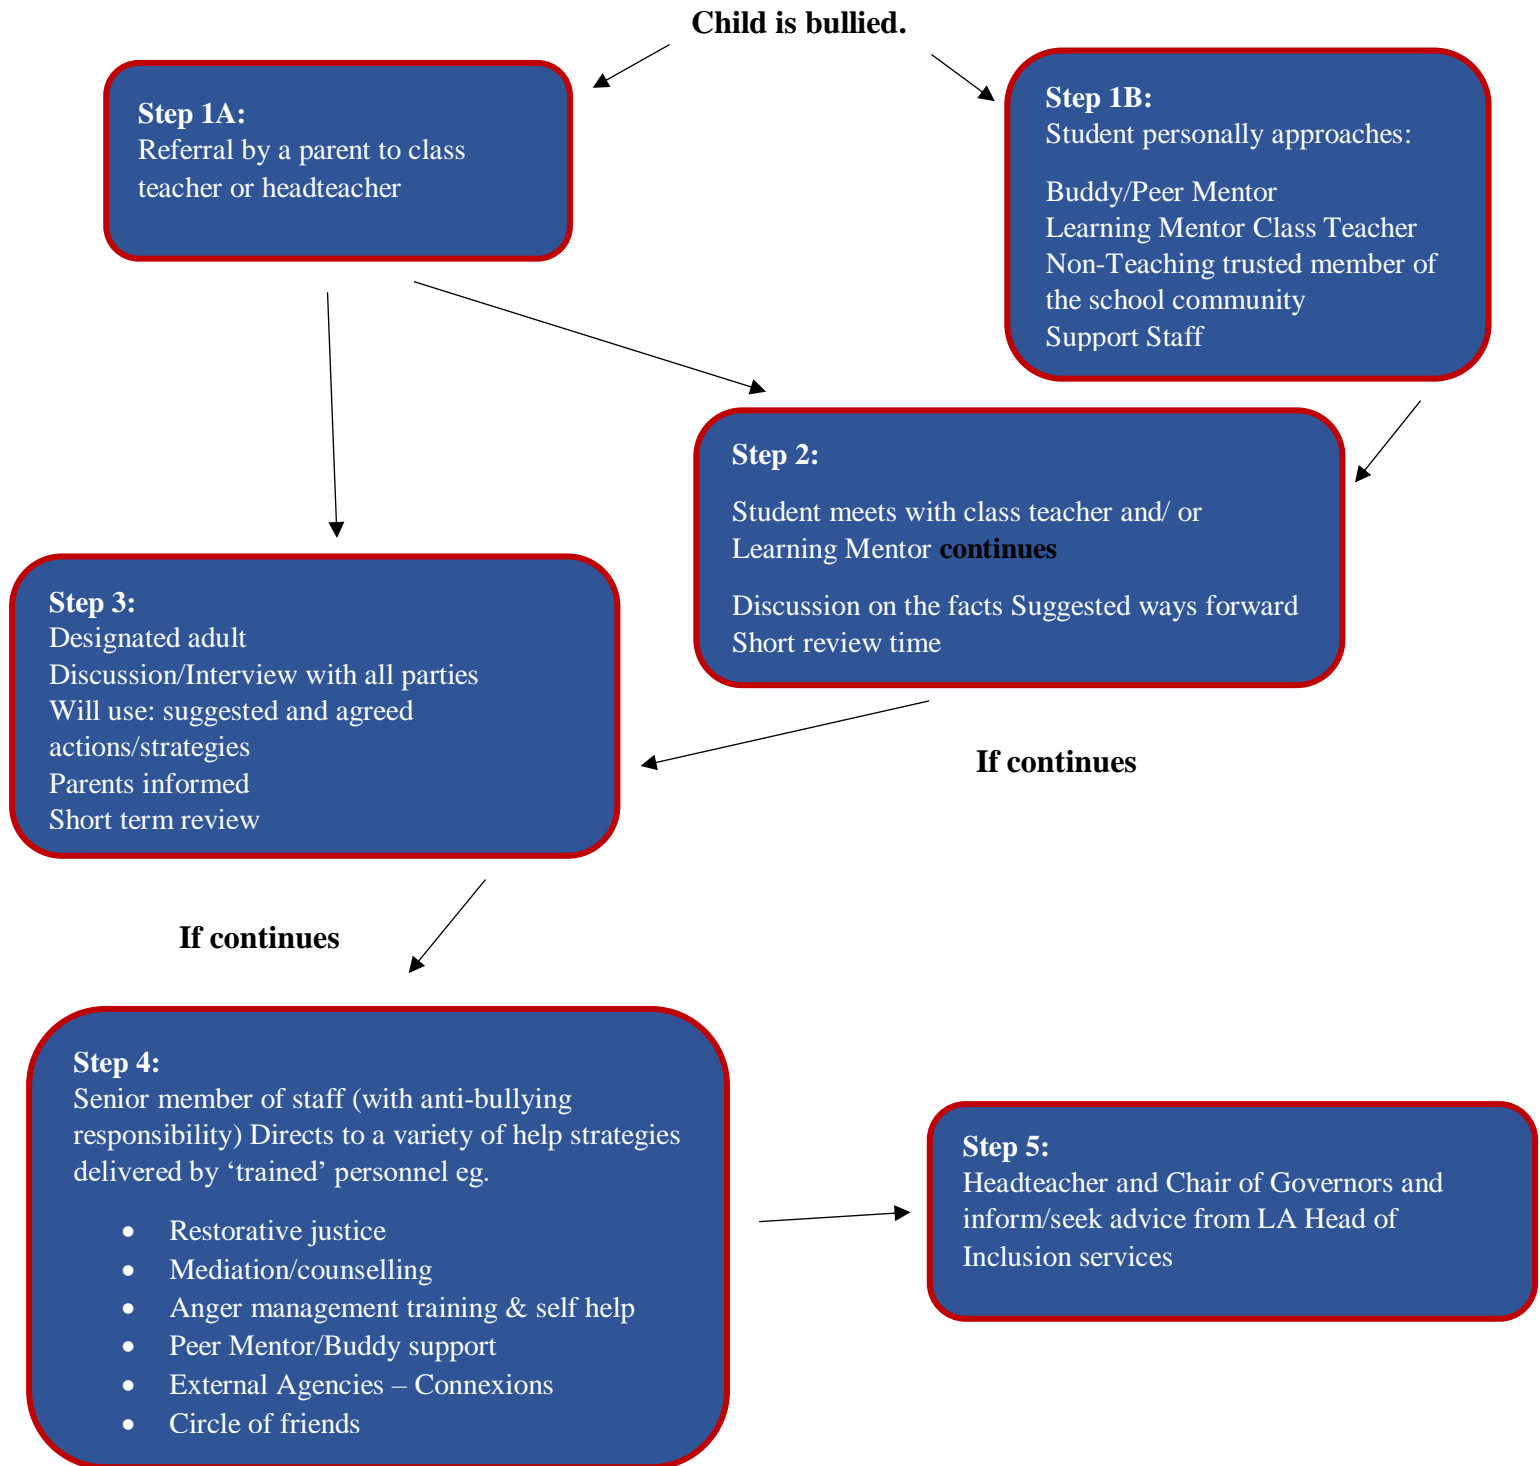 Child is bullied.
Step 1A:
Referral by a parent to class
teacher or headteacher
Step 1B:
Student personally approaches:
Buddy/Peer Mentor
Learning Mentor Class Teacher
Non-Teaching trusted member of
the school community
Support Staff
Step 2:
Student meets with class teacher and/ or
Learning Mentor continues
Discussion on the facts Suggested ways forward
Short review time
Step 3:
Designated adult
Discussion/Interview with all parties
Will use: suggested and agreed
actions/strategies
Parents informed
Short term review
If continues
If continues
Step 4:
Senior member of staff (with anti-bullying
responsibility) Directs to a variety of help strategies
delivered by ‘trained’ personnel eg.
• Restorative justice
• Mediation/counselling
• Anger management training & self help
• Peer Mentor/Buddy support
• External Agencies – Connexions
• Circle of friends
Step 5:
Headteacher and Chair of Governors and
inform/seek advice from LA Head of
Inclusion services